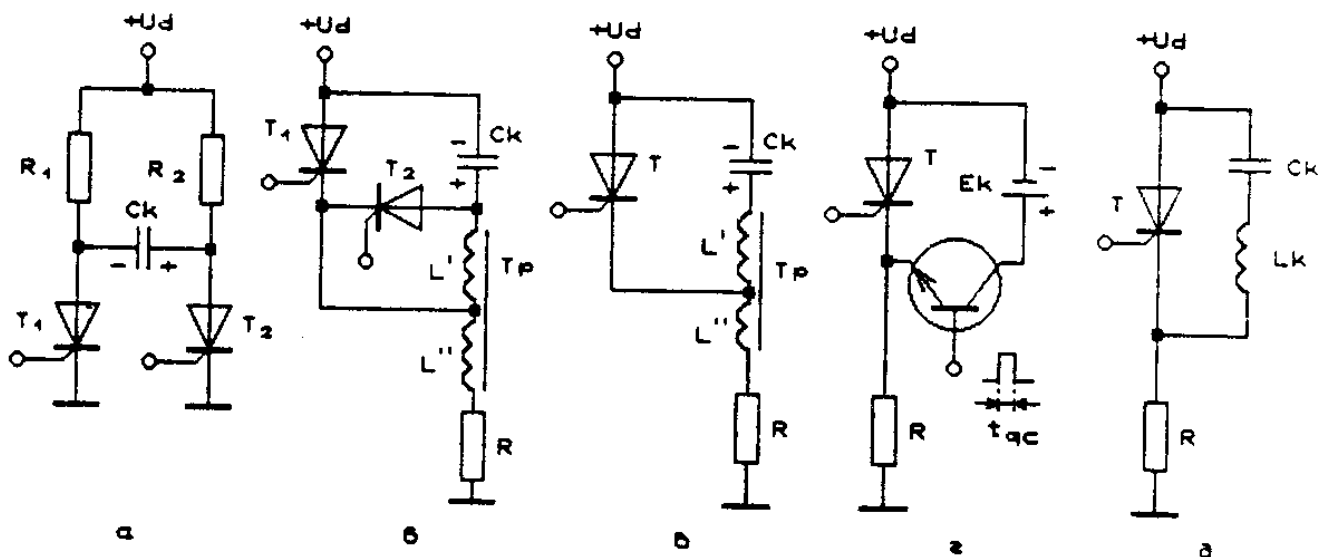 +Ud
R1
R2
Ck
- +
T1
T2
a
+Ud
T1
Ck
-
+
T2
L'
Tp
L''
R
б
+Ud
T
Ck
-
+
L'
Tp
L''
R
в
+Ud
T
Ek
-
+
R
tqc
г
+Ud
T
Ck
Lk
R
д